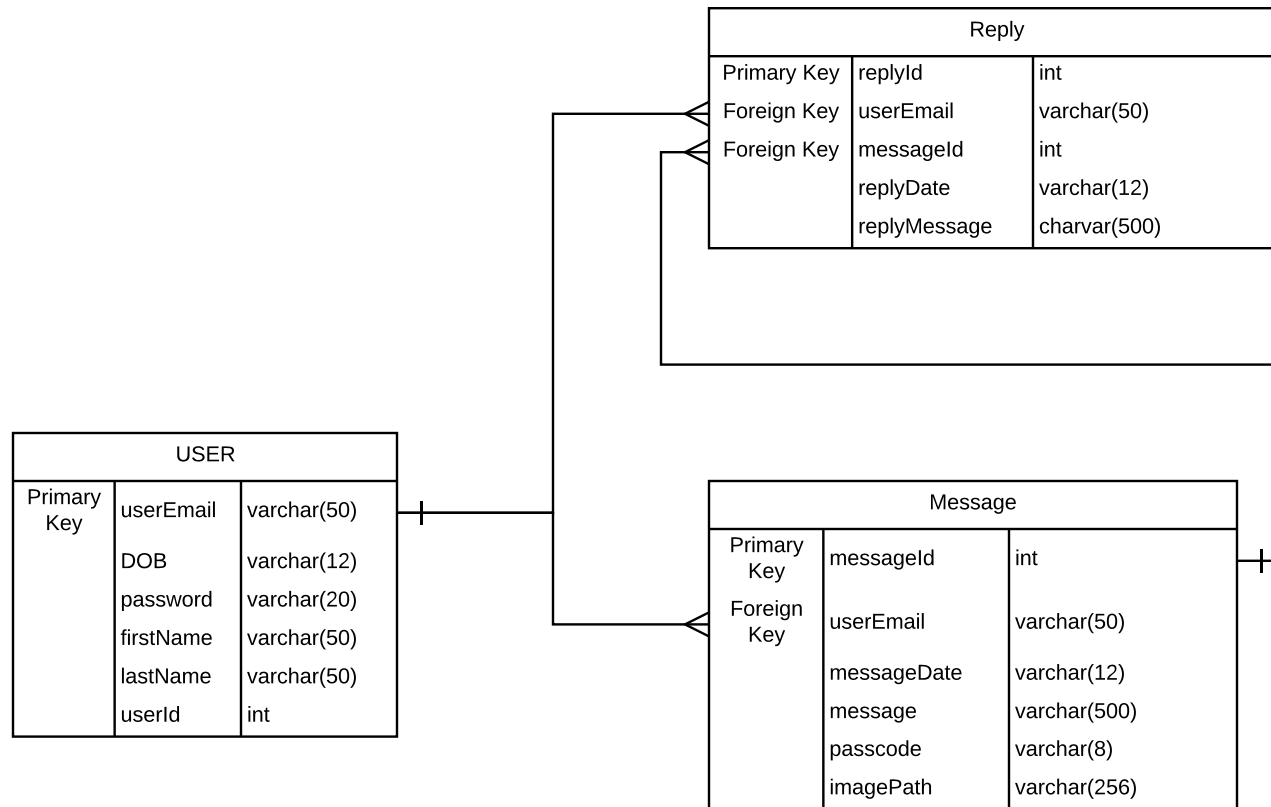 Reply
Primary Key replyId int
Foreign Key userEmail varchar(50)
Foreign Key messageId int
replyDate varchar(12)
replyMessage charvar(500)
USER
Primary Key userEmail varchar(50)
DOB varchar(12)
password varchar(20)
firstName varchar(50)
lastName varchar(50)
userId int
Message
Primary Key messageId int
Foreign Key userEmail varchar(50)
messageDate varchar(12)
message varchar(500)
passcode varchar(8)
imagePath varchar(256)